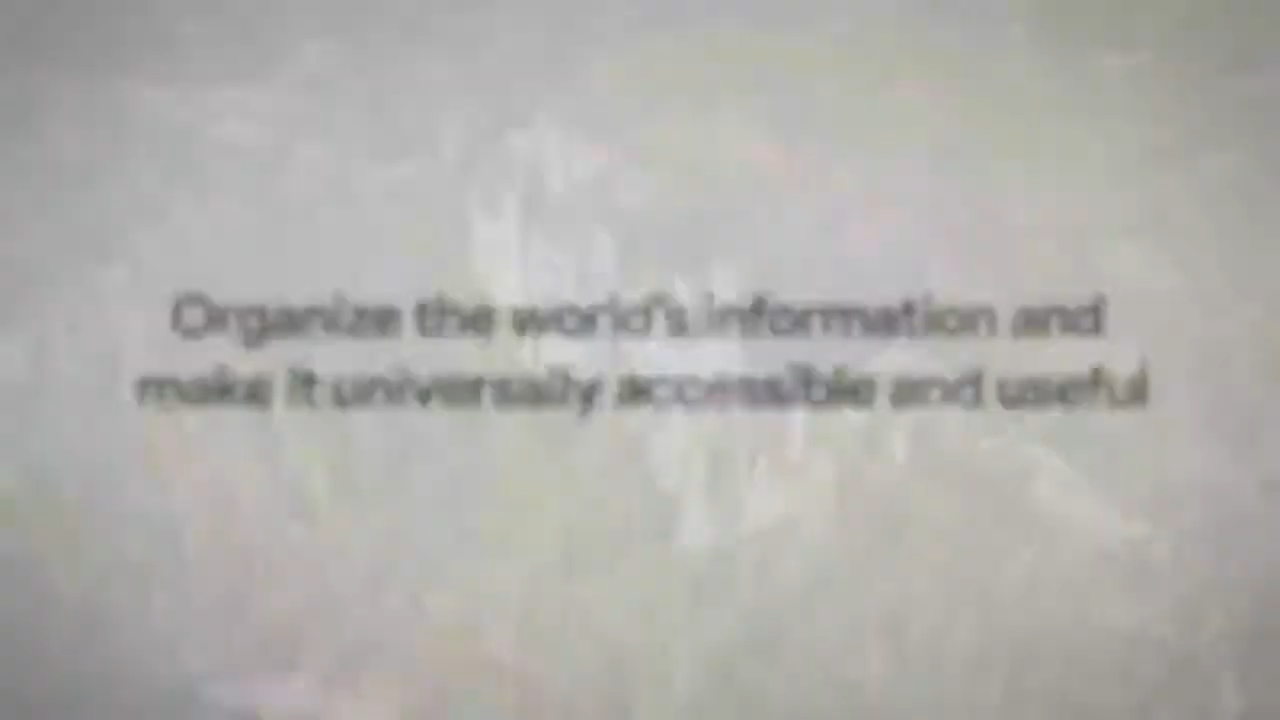 Organize the world's information and
make it universally accessible and useful